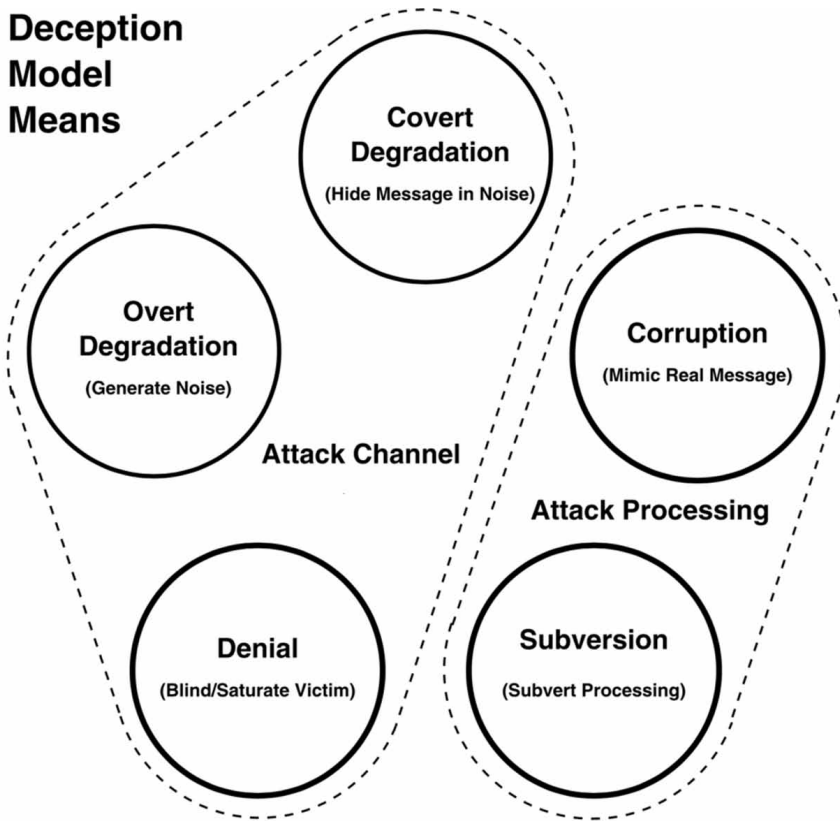 Deception
Model
Means
Covert
Degradation
(Hide Message in Noise)
Overt
Degradation
(Generate Noise)
Corruption
(Mimic Real Message)
Attack Channel
Attack Processing
Denial
(Blind/Saturate Victim)
Subversion
(Subvert Processing)